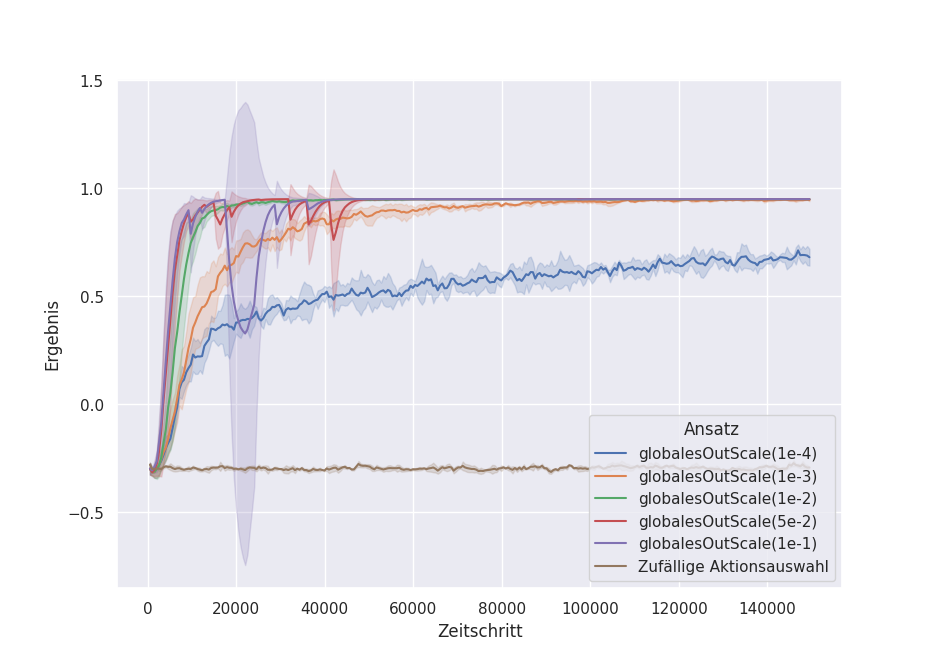 1.5
1.0
0.5
0.0
−0.5
Ergebnis
0
20000
40000
60000
80000
100000
120000
140000
Zeitschritt
Ansatz
globalesOutScale(1e-4)
globalesOutScale(1e-3)
globalesOutScale(1e-2)
globalesOutScale(5e-2)
globalesOutScale(1e-1)
Zufällige Aktionsauswahl